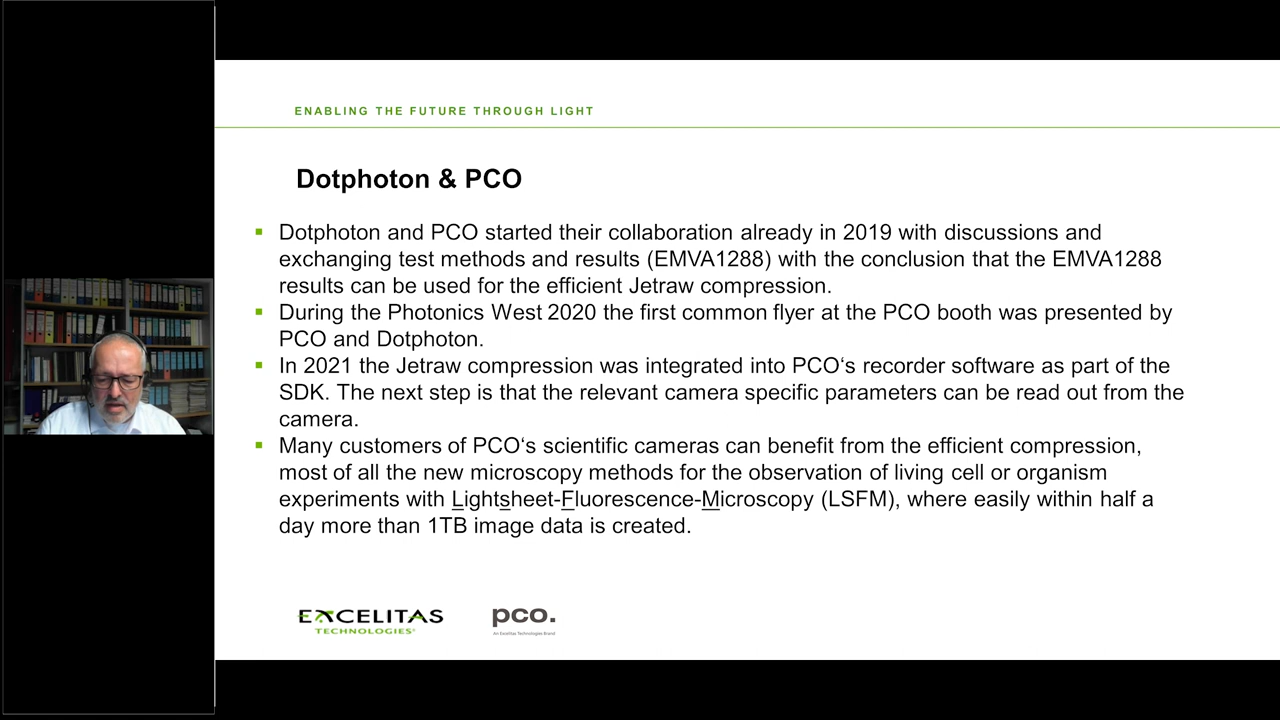 ENABLING THE FUTURE THROUGH LIGHT
Dotphoton & PCO
▪ Dotphoton and PCO started their collaboration already in 2019 with discussions and
exchanging test methods and results (EMVA1288) with the conclusion that the EMVA1288
results can be used for the efficient Jetraw compression.
▪ During the Photonics West 2020 the first common flyer at the PCO booth was presented by
PCO and Dotphoton.
▪ In 2021 the Jetraw compression was integrated into PCO‘s recorder software as part of the
SDK. The next step is that the relevant camera specific parameters can be read out from the
camera.
▪ Many customers of PCO‘s scientific cameras can benefit from the efficient compression,
most of all the new microscopy methods for the observation of living cell or organism
experiments with Lightsheet-Fluorescence-Microscopy (LSFM), where easily within half a
day more than 1TB image data is created.
EXCELITAS
TECHNOLOGIES®
pco.
An Excelitas Technologies Brand